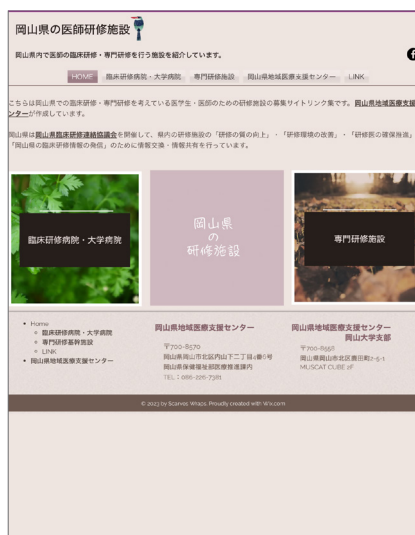 岡山県の医師研修施設
岡山県内で医師の臨床研修・専門研修を行う施設を紹介しています。
HOME 臨床研修病院・大学病院 専門研修施設 岡山県地域医療支援センター LINK
こちらは岡山県での臨床研修・専門研修を考えている医学生・医師のための研修施設の募集サイトリンク集です。 岡山県地域医療支援
ンターが作成しています。
岡山県は岡山県臨床研修連絡協議会を開催して、県内の研修施設の「研修の質の向上」・「研修環境の改善」・「研修医の確保推進」
「岡山県の臨床研修情報の発信」のために情報交換・情報共有を行っています。
臨床研修病院・大学病院
岡山県
の
研修施設
専門研修施設
Home
臨床研修病院・大学病院
専門研修基幹施設
LINK
岡山県地域医療支援センター
岡山県地域医療支援センター
〒700-8570
岡山県岡山市北区内山下二丁目4番6号
岡山県保健福祉部医療推進課内
TEL：086-226-7381
岡山県地域医療支援センター
岡山大学支部
〒700-8558
岡山県岡山市北区鹿田町2-5-1
MUSCAT CUBE 2F
© 2023 by Scarves Wraps. Proudly created with Wix.com